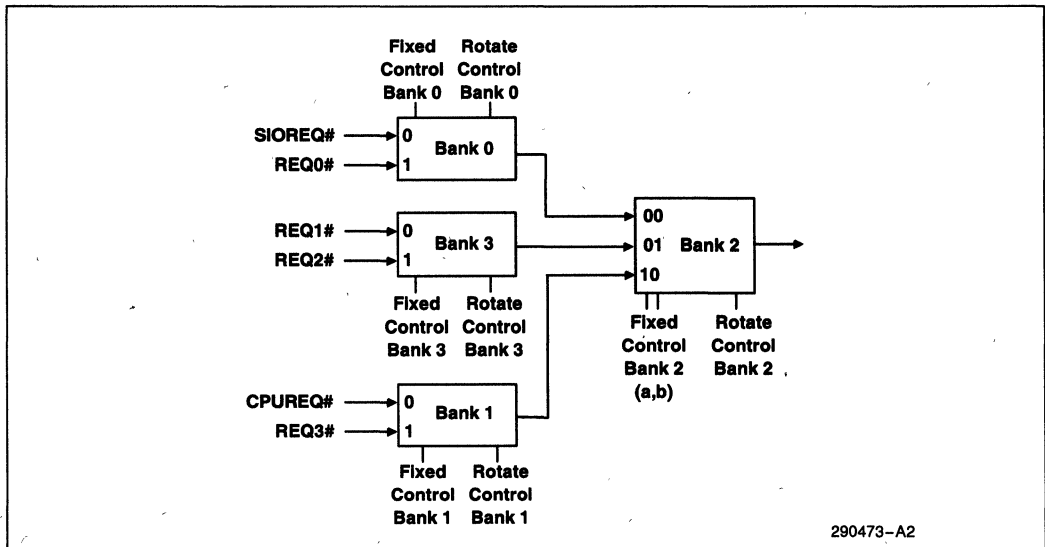 Fixed Control Bank 0
Rotate Control Bank 0
SIOREQ#
REQ0#
0
1
Bank 0
REQ1#
REQ2#
0
1
Bank 3
Fixed Control Bank 3
Rotate Control Bank 3
00
01
10
Bank 2
Fixed Control Bank 2 (a,b)
Rotate Control Bank 2
CPUREQ#
REQ3#
0
1
Bank 1
Fixed Control Bank 1
Rotate Control Bank 1
290473-A2